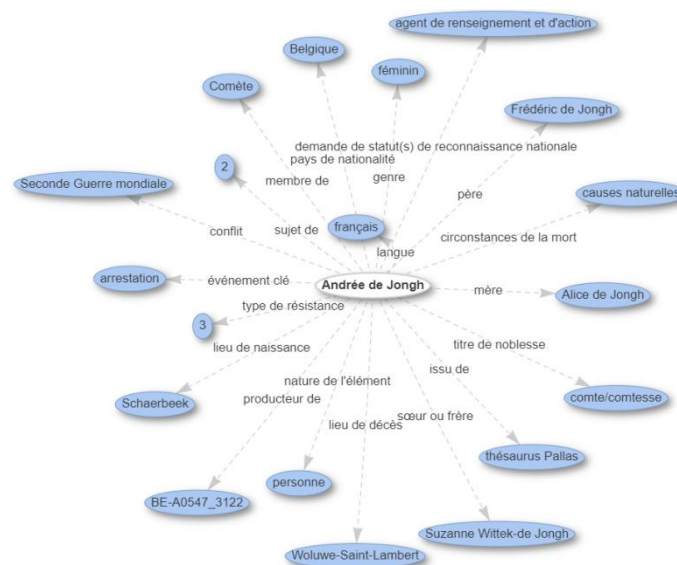 agent de renseignement et d'action
Belgique
féminin
Comète
Frédéric de Jongh
demande de statut(s) de reconnaissance nationale
pays de nationalité
2
genre
membre de
père
Seconde Guerre mondiale
causes naturelles
français
sujet de
conflit
circonstances de la mort
langue
arrestation
événement clé
Andrée de Jongh
mère
Alice de Jongh
type de résistance
3
lieu de naissance
titre de noblesse
issu de
nature de l'élément
comte/comtesse
Schaerbeek
producteur de
sœur ou frère
lieu de décès
thésaurus Pallas
personne
BE-A0547_3122
Suzanne Wittek-de Jongh
Woluwe-Saint-Lambert